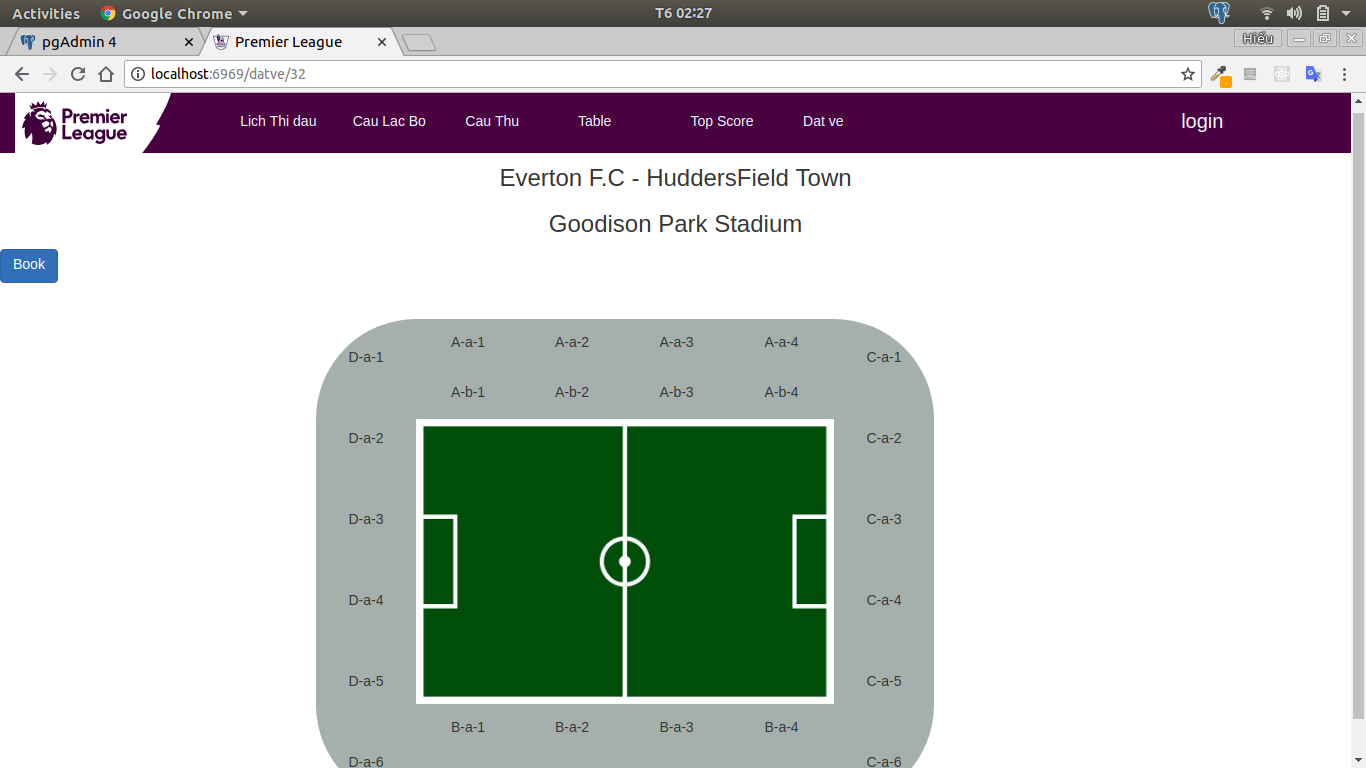 Activities Google Chrome T6 02:27
pgAdmin 4 Premier League Hiếu
localhost:6969/datve/32
Premier League Lich Thi dau Cau Lac Bo Cau Thu Table Top Score Dat ve login
Everton F.C - HuddersField Town
Goodison Park Stadium
Book
A-a-1 A-a-2 A-a-3 A-a-4
D-a-1 C-a-1
A-b-1 A-b-2 A-b-3 A-b-4
D-a-2 C-a-2
D-a-3 C-a-3
D-a-4 C-a-4
D-a-5 C-a-5
B-a-1 B-a-2 B-a-3 B-a-4
D-a-6 C-a-6